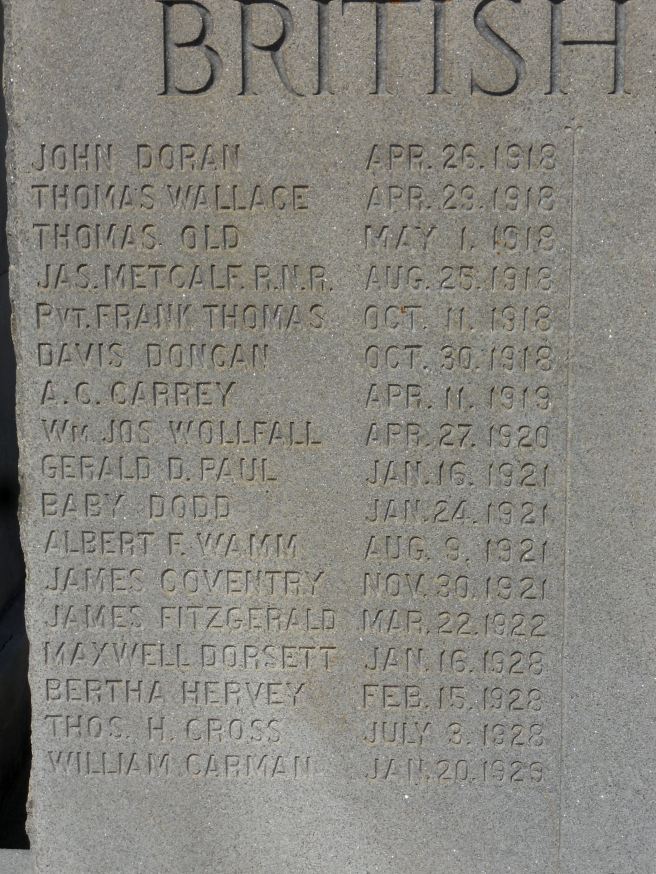 BRITISH
JOHN DORAN APR. 26. 1918
THOMAS WALLACE APR. 29. 1918
THOMAS OLD MAY 1. 1918
JAS. METCALF. R.N.R. AUG. 25. 1918
PVT. FRANK THOMAS OCT. 11. 1918
DAVIS DONCAN OCT. 30. 1918
A. C. CARREY APR. 11. 1919
WM JOS. WOLLFALL APR. 27. 1920
GERALD D. PAUL JAN. 16. 1921
BABY DODD JAN. 24. 1921
ALBERT F. WAMM AUG. 9. 1921
JAMES COVENTRY NOV. 30. 1921
JAMES FITZGERALD MAR. 22. 1922
MAXWELL DORSETT JAN. 16. 1928
BERTHA HERVEY FEB. 15. 1928
THOS. H. CROSS JULY 3. 1928
WILLIAM CARMAN JAN. 20. 1929